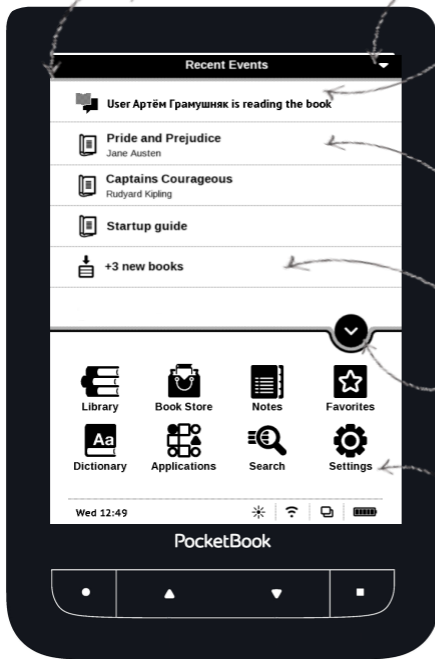 Recent Events
User Артём Грамушняк is reading the book
Pride and Prejudice
Jane Austen
Captains Courageous
Rudyard Kipling
Startup guide
+3 new books
Library Book Store Notes Favorites
Aa
Dictionary Applications Search Settings
Wed 12:49
PocketBook